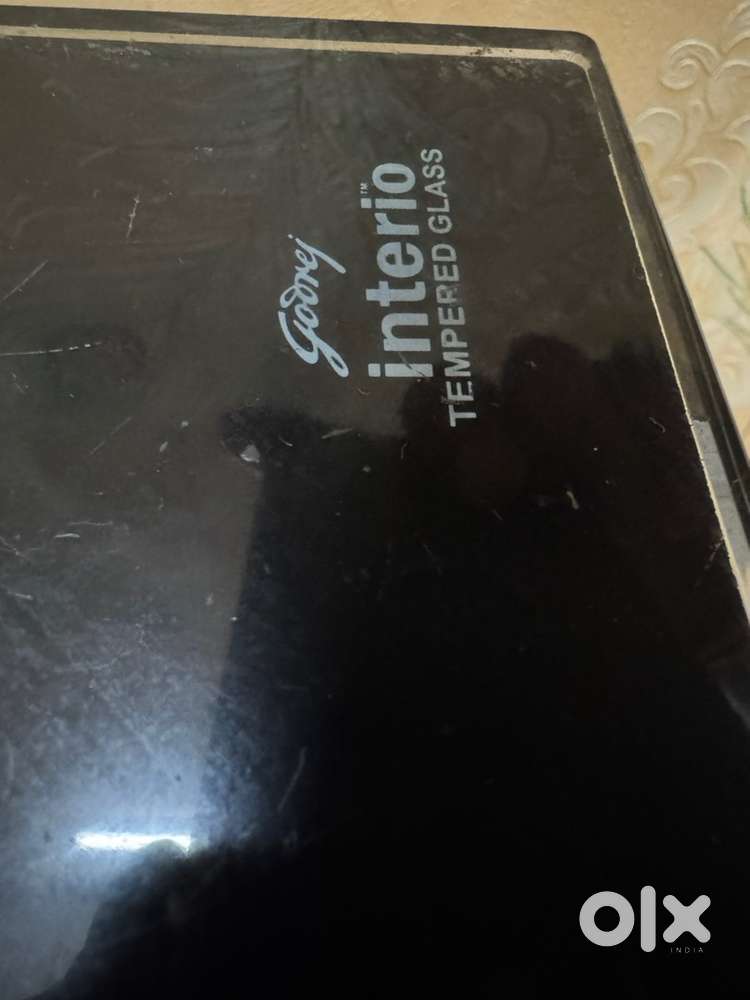 Godrej
interio™
TEMPERED GLASS
olx
INDIA